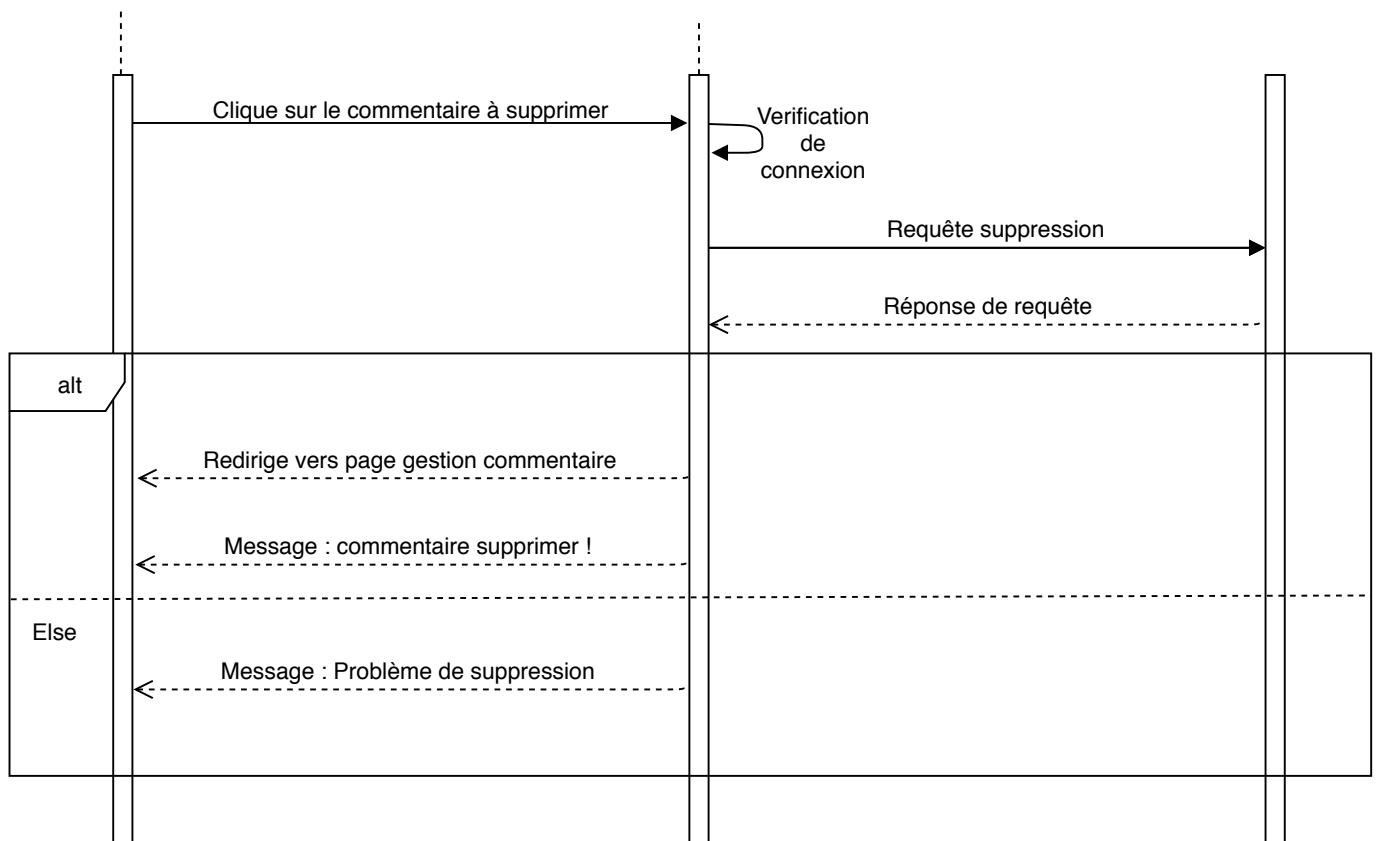 Clique sur le commentaire à supprimer
Verification
de
connexion
Requête suppression
Réponse de requête
alt
Redirige vers page gestion commentaire
Message : commentaire supprimer !
Else
Message : Problème de suppression